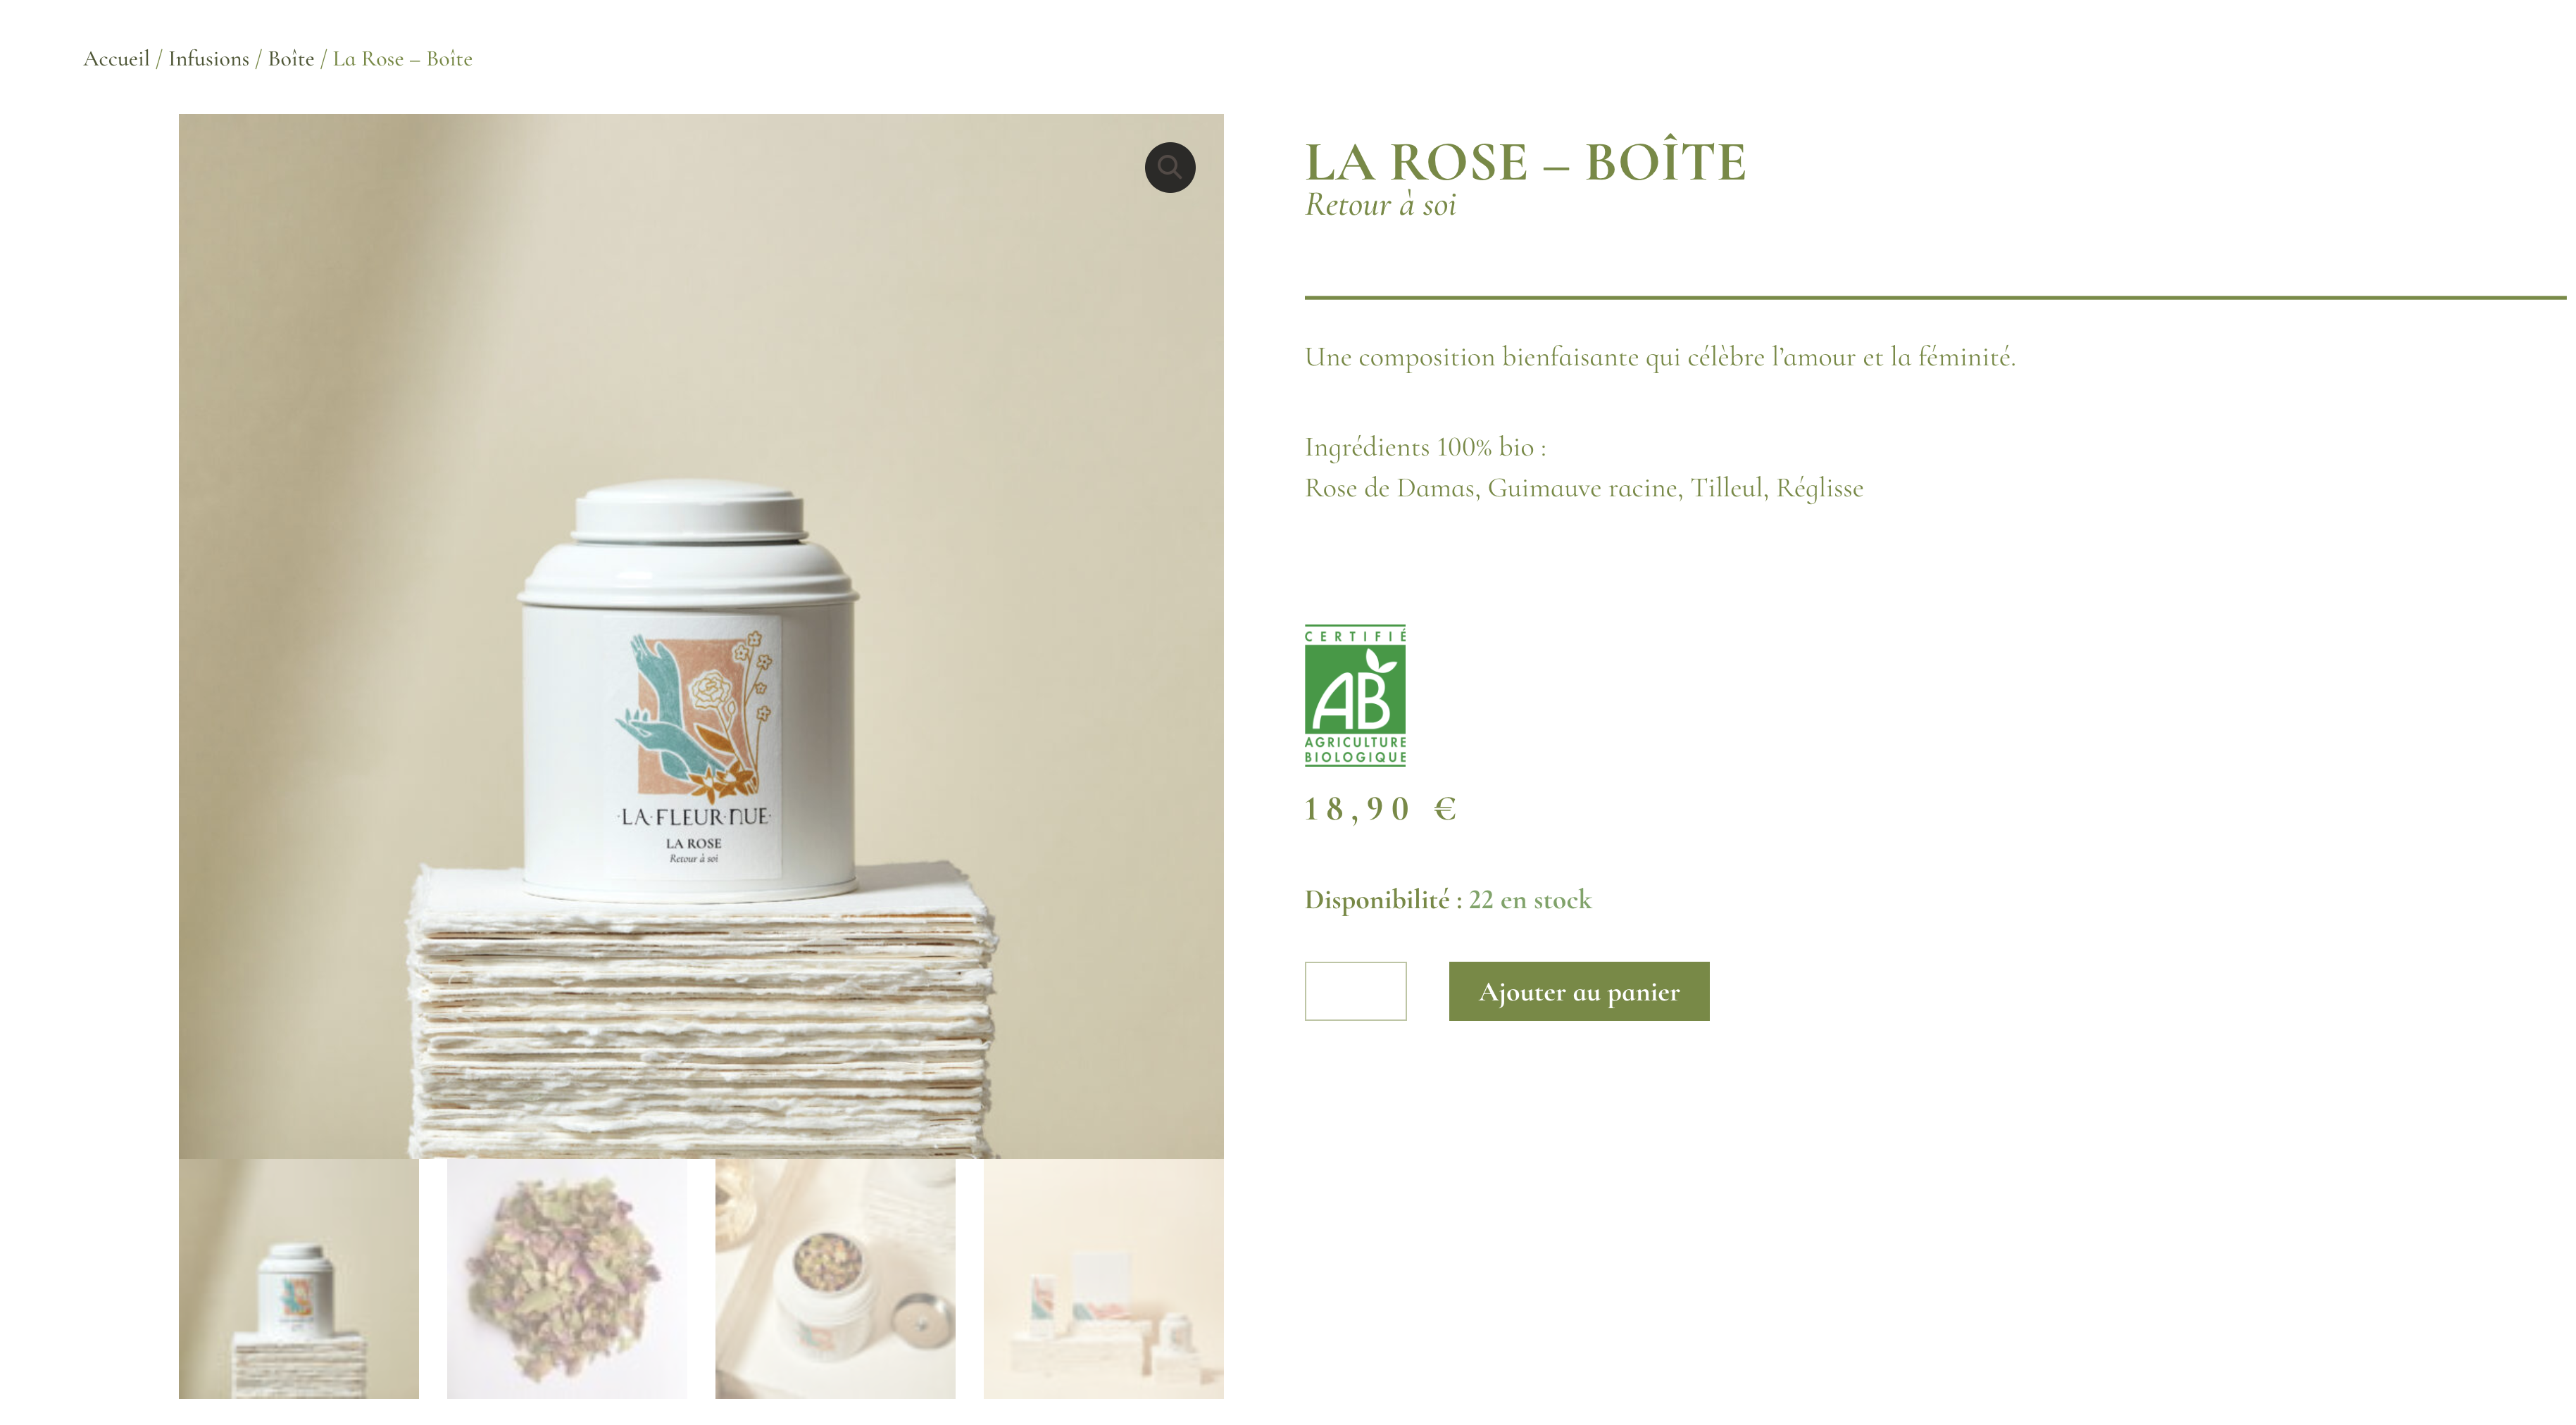 Accueil / Infusions / Boîte / La Rose – Boîte
LA ROSE – BOÎTE
Retour à soi
Une composition bienfaisante qui célèbre l’amour et la féminité.
Ingrédients 100% bio :
Rose de Damas, Guimauve racine, Tilleul, Réglisse
CERTIFIÉ
AB
AGRICULTURE
BIOLOGIQUE
18,90 €
Disponibilité : 22 en stock
Ajouter au panier
·LA·FLEUR·NUE·
LA ROSE
Retour à soi